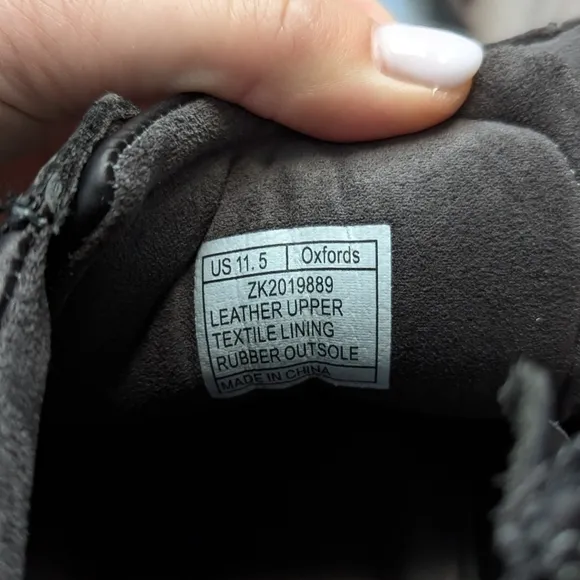 US 11.5 Oxfords
ZK2019889
LEATHER UPPER
TEXTILE LINING
RUBBER OUTSOLE
MADE IN CHINA